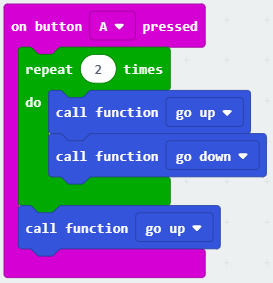 on button A pressed
repeat 2 times
do
call function go up
call function go down
call function go up